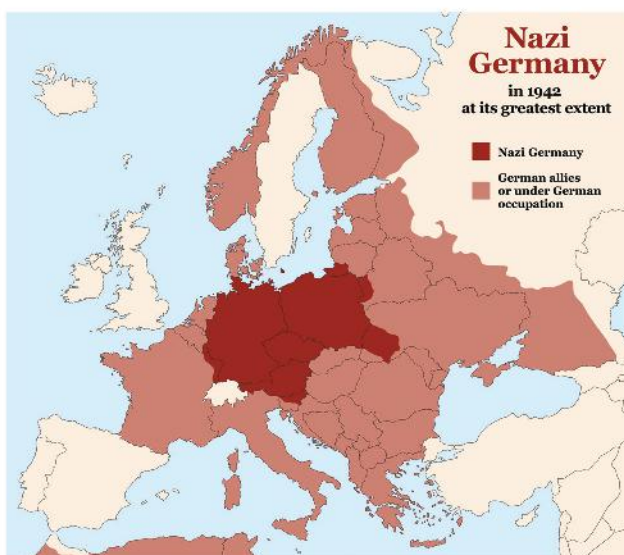 Nazi
Germany
in 1942
at its greatest extent
Nazi Germany
German allies
or under German
occupation